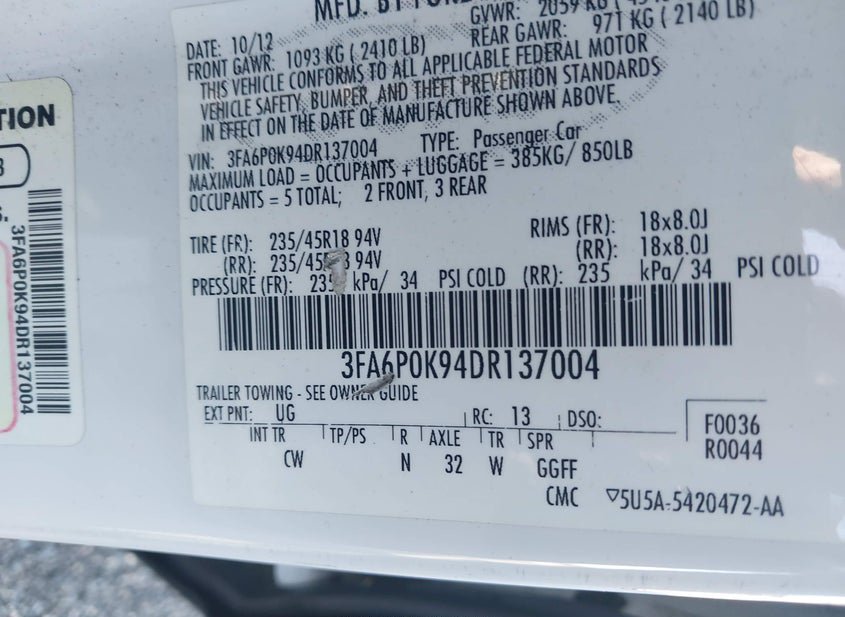 MFD. BY FORD
GVWR: 2059 KG
DATE: 10/12
FRONT GAWR: 1093 KG ( 2410 LB)
REAR GAWR: 971 KG ( 2140 LB)
THIS VEHICLE CONFORMS TO ALL APPLICABLE FEDERAL MOTOR
VEHICLE SAFETY, BUMPER, AND THEFT PREVENTION STANDARDS
IN EFFECT ON THE DATE OF MANUFACTURE SHOWN ABOVE.
VIN: 3FA6P0K94DR137004 TYPE: Passenger Car
MAXIMUM LOAD = OCCUPANTS + LUGGAGE = 385KG/ 850LB
OCCUPANTS = 5 TOTAL; 2 FRONT, 3 REAR
TIRE (FR): 235/45R18 94V RIMS (FR): 18x8.0J
(RR): 235/45R18 94V (RR): 18x8.0J
PRESSURE (FR): 235 kPa/ 34 PSI COLD (RR): 235 kPa/ 34 PSI COLD
3FA6P0K94DR137004
TRAILER TOWING - SEE OWNER GUIDE
EXT PNT: UG RC: 13 DSO:
INT TR TP/PS R AXLE TR SPR
CW N 32 W GGFF
F0036
R0044
CMC ▽5U5A-5420472-AA
TION
3FA6P0K94DR137004